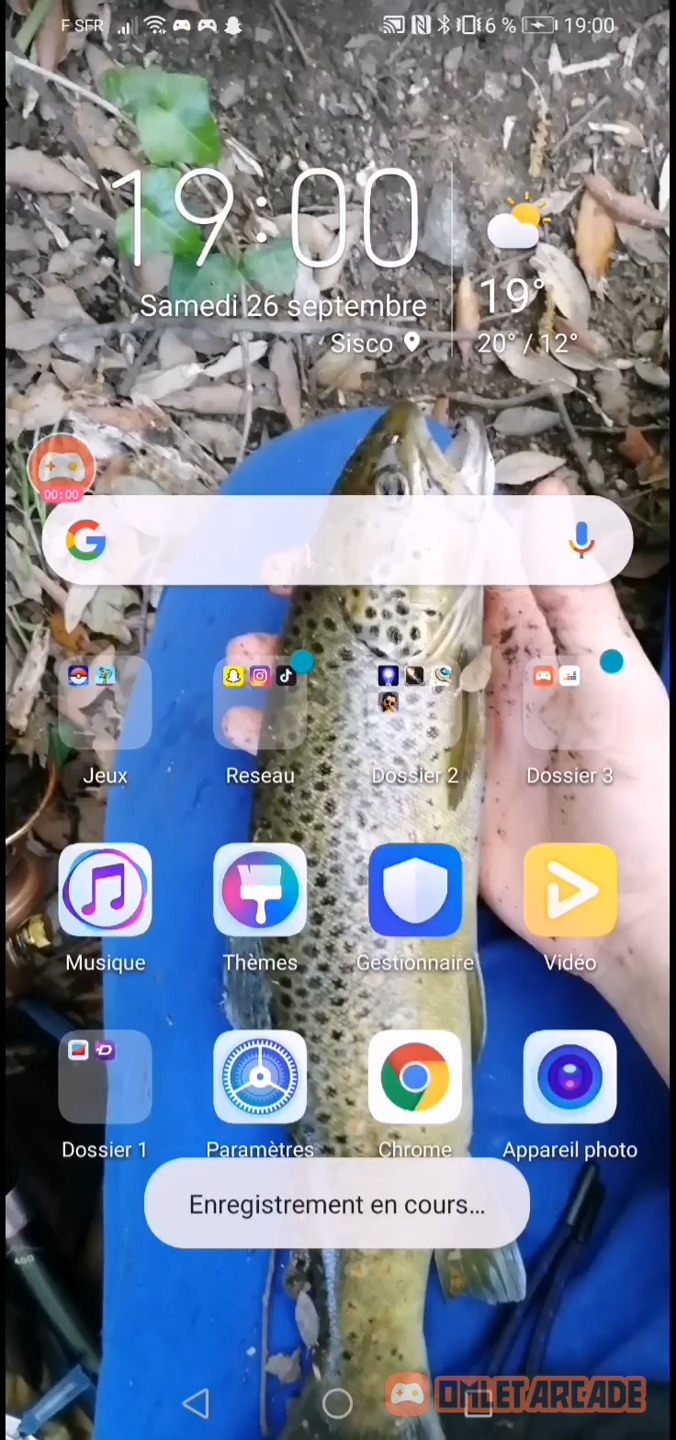 F SFR
6 % 19:00
19:00
Samedi 26 septembre
Sisco
19°
20° / 12°
00:00
Jeux
Reseau
Dossier 2
Dossier 3
Musique
Thèmes
Gestionnaire
Vidéo
Dossier 1
Paramètres
Chrome
Appareil photo
Enregistrement en cours...
OMLET ARCADE